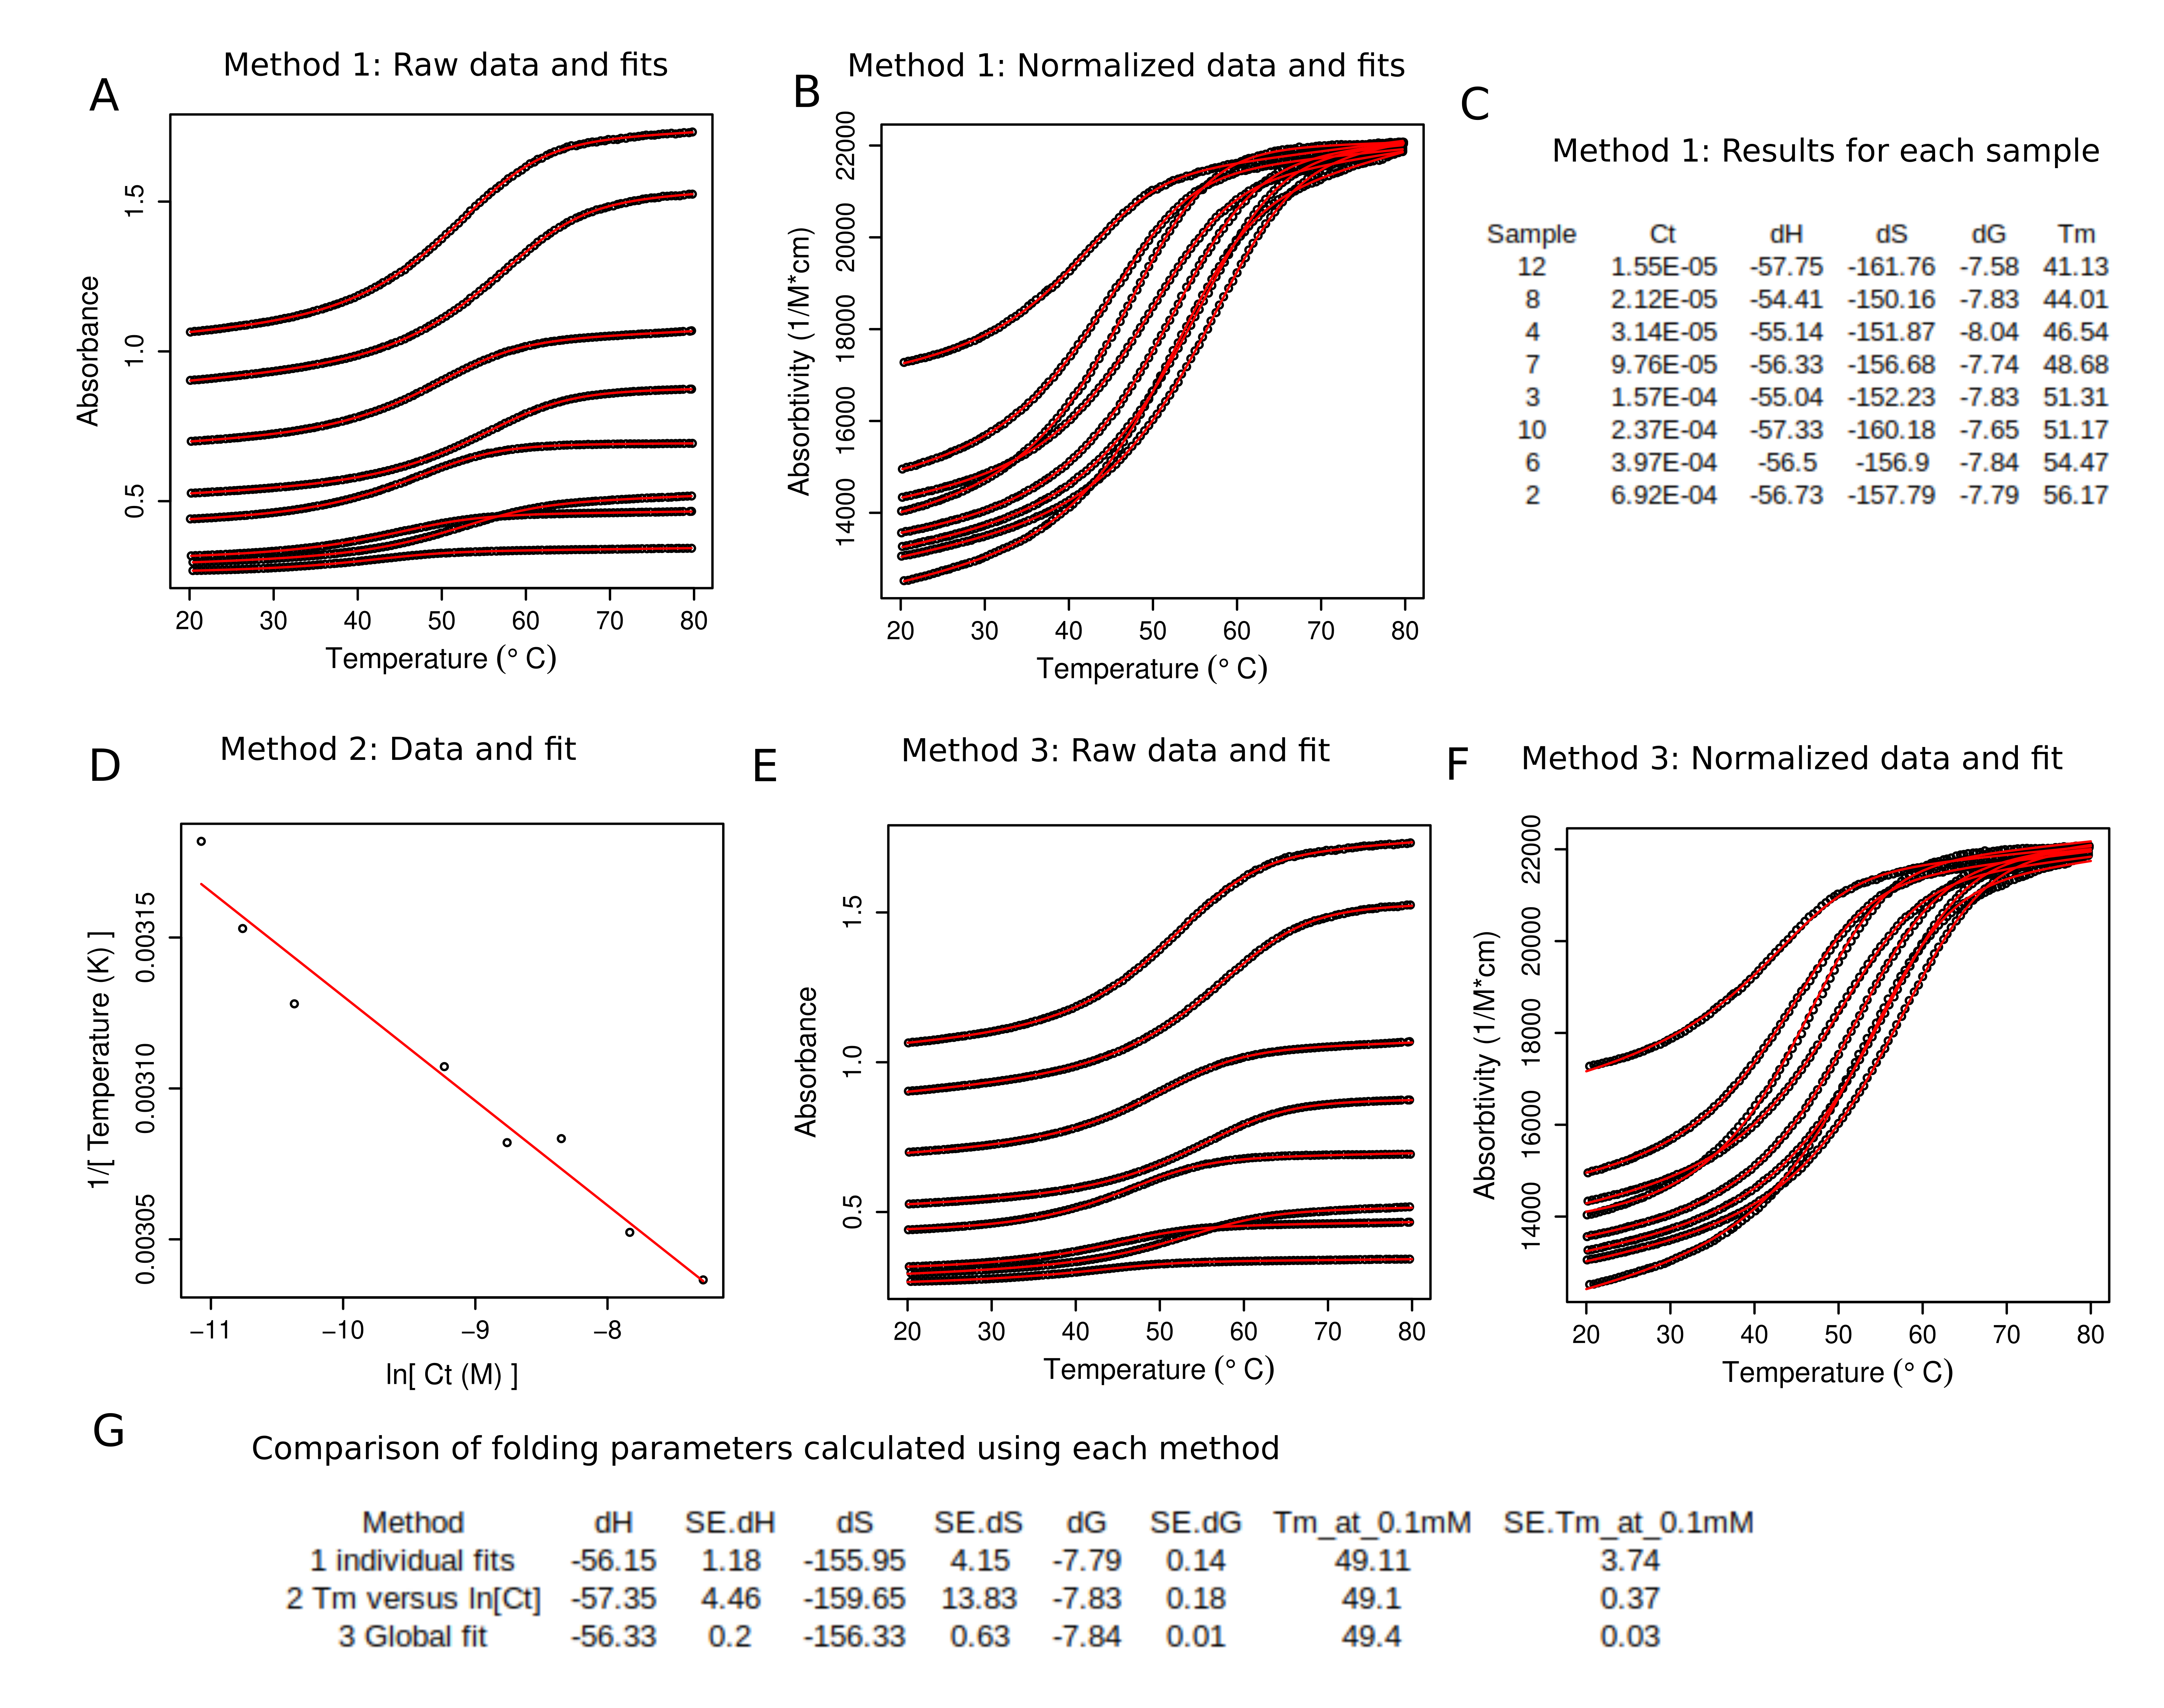 A
Method 1: Raw data and fits
Absorbance
1.5
1.0
0.5
20 30 40 50 60 70 80
Temperature (° C)
B
Method 1: Normalized data and fits
Absorbtivity (1/M*cm)
22000
20000
18000
16000
14000
20 30 40 50 60 70 80
Temperature (° C)
C
Method 1: Results for each sample
Sample Ct dH dS dG Tm
12 1.55E-05 -57.75 -161.76 -7.58 41.13
8 2.12E-05 -54.41 -150.16 -7.83 44.01
4 3.14E-05 -55.14 -151.87 -8.04 46.54
7 9.76E-05 -56.33 -156.68 -7.74 48.68
3 1.57E-04 -55.04 -152.23 -7.83 51.31
10 2.37E-04 -57.33 -160.18 -7.65 51.17
6 3.97E-04 -56.5 -156.9 -7.84 54.47
2 6.92E-04 -56.73 -157.79 -7.79 56.17
D
Method 2: Data and fit
1/[ Temperature (K) ]
0.00315
0.00310
0.00305
−11 −10 −9 −8
ln[ Ct (M) ]
E
Method 3: Raw data and fit
Absorbance
1.5
1.0
0.5
20 30 40 50 60 70 80
Temperature (° C)
F
Method 3: Normalized data and fit
Absorbtivity (1/M*cm)
22000
20000
18000
16000
14000
20 30 40 50 60 70 80
Temperature (° C)
G
Comparison of folding parameters calculated using each method
Method dH SE.dH dS SE.dS dG SE.dG Tm_at_0.1mM SE.Tm_at_0.1mM
1 individual fits -56.15 1.18 -155.95 4.15 -7.79 0.14 49.11 3.74
2 Tm versus ln[Ct] -57.35 4.46 -159.65 13.83 -7.83 0.18 49.1 0.37
3 Global fit -56.33 0.2 -156.33 0.63 -7.84 0.01 49.4 0.03